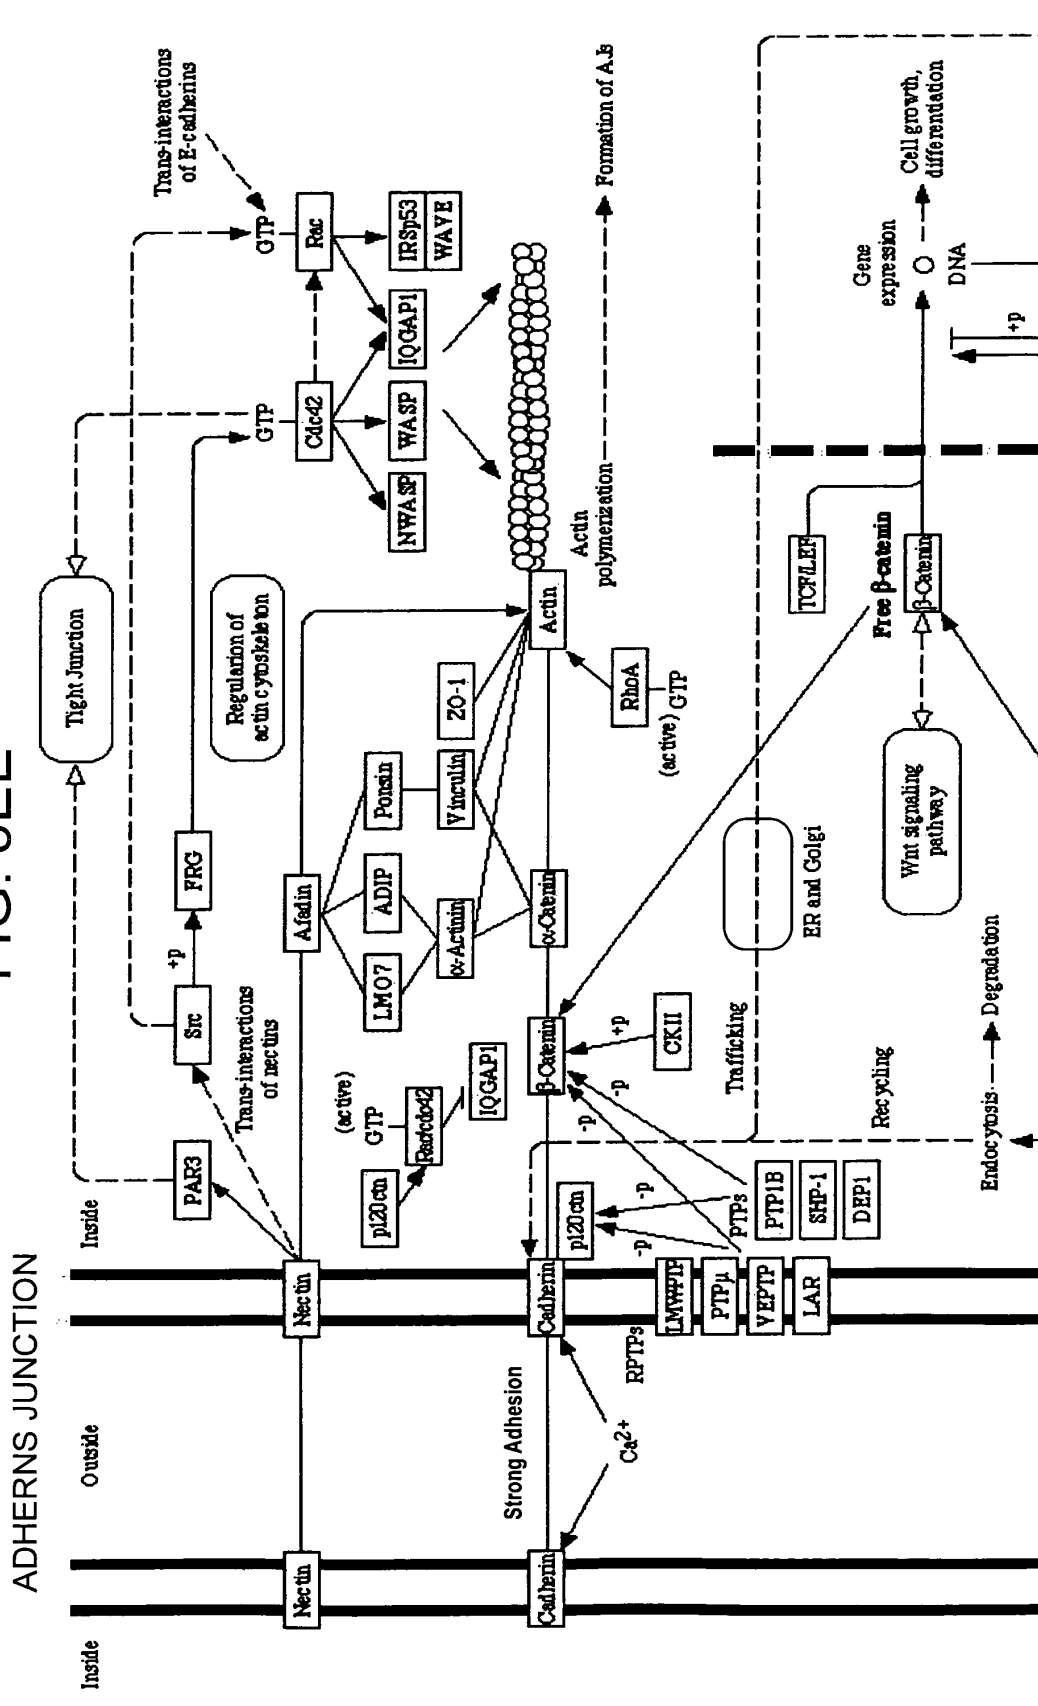 ADHERNS JUNCTION
Inside
Outside
Inside
Tight Junction
Trans-interactions
of E-cadherins
PAR3
Src
+p
FRG
Regularion of
actin cytoskeleton
GTP
GTP
Trans-interactions
of nectins
Nectin
Nectin
Afadin
Cdc42
Rac
(active)
GTP
p120ctn
Rac/cdc42
IQGAP1
LMO7
ADIP
Ponsin
α-Actinin
Vinculin
ZO-1
NWASP
WASP
IQGAP1
IRSp53
WAVE
Strong Adhesion
Cadherin
Cadherin
p120ctn
β-Catenin
α-Catenin
Actin
Actin
polymerization
Formation of AJs
Ca2+
RPTPs
LMWPTP
PTPμ
VEPTP
LAR
-p
-p
-p
-p
+p
CKII
PTPs
PTP1B
SHP-1
DEP1
RhoA
(active)
GTP
Trafficking
ER and Golgi
Recycling
TCF/LEF
Free β-catenin
β-Catenin
Wnt signaling
pathway
Gene
expression
DNA
Cell growth,
differentiation
+p
Endocytosis
Degradation